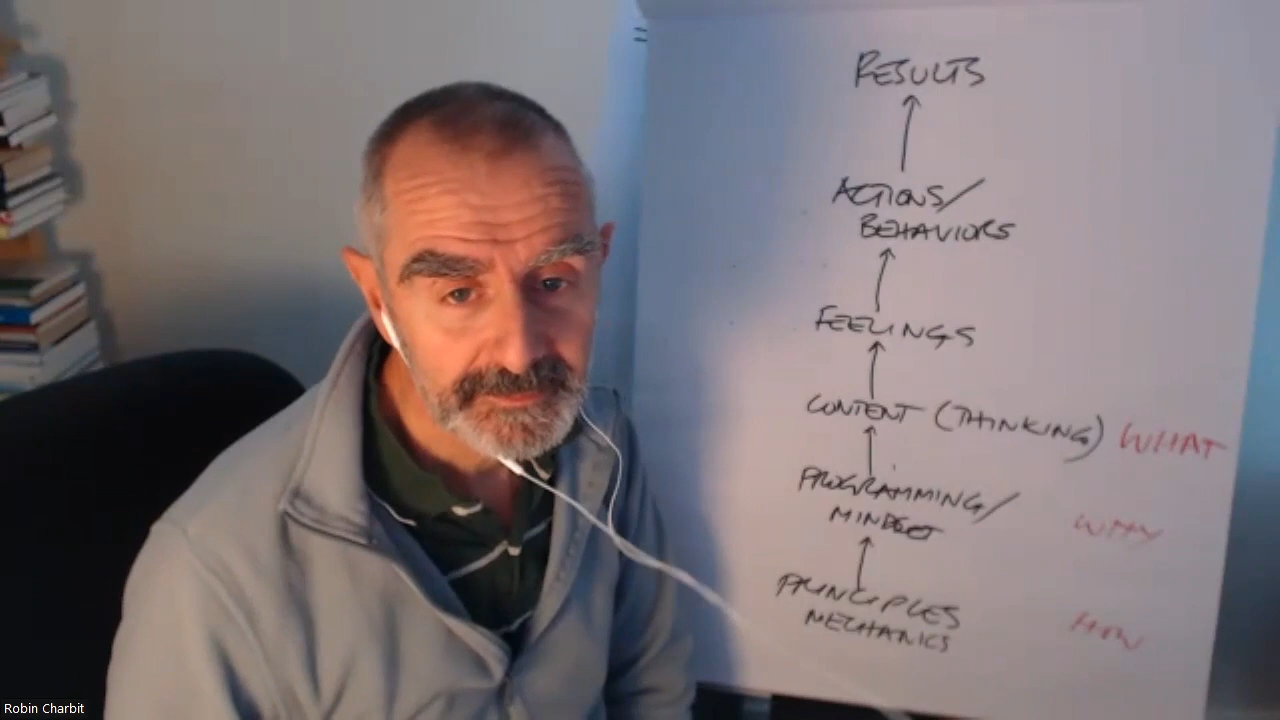 RESULTS
ACTIONS/
BEHAVIORS
FEELINGS
CONTENT (THINKING) WHAT
PROGRAMMING/
MINDSET WHY
PRINCIPLES
MECHANICS HOW
Robin Charbit